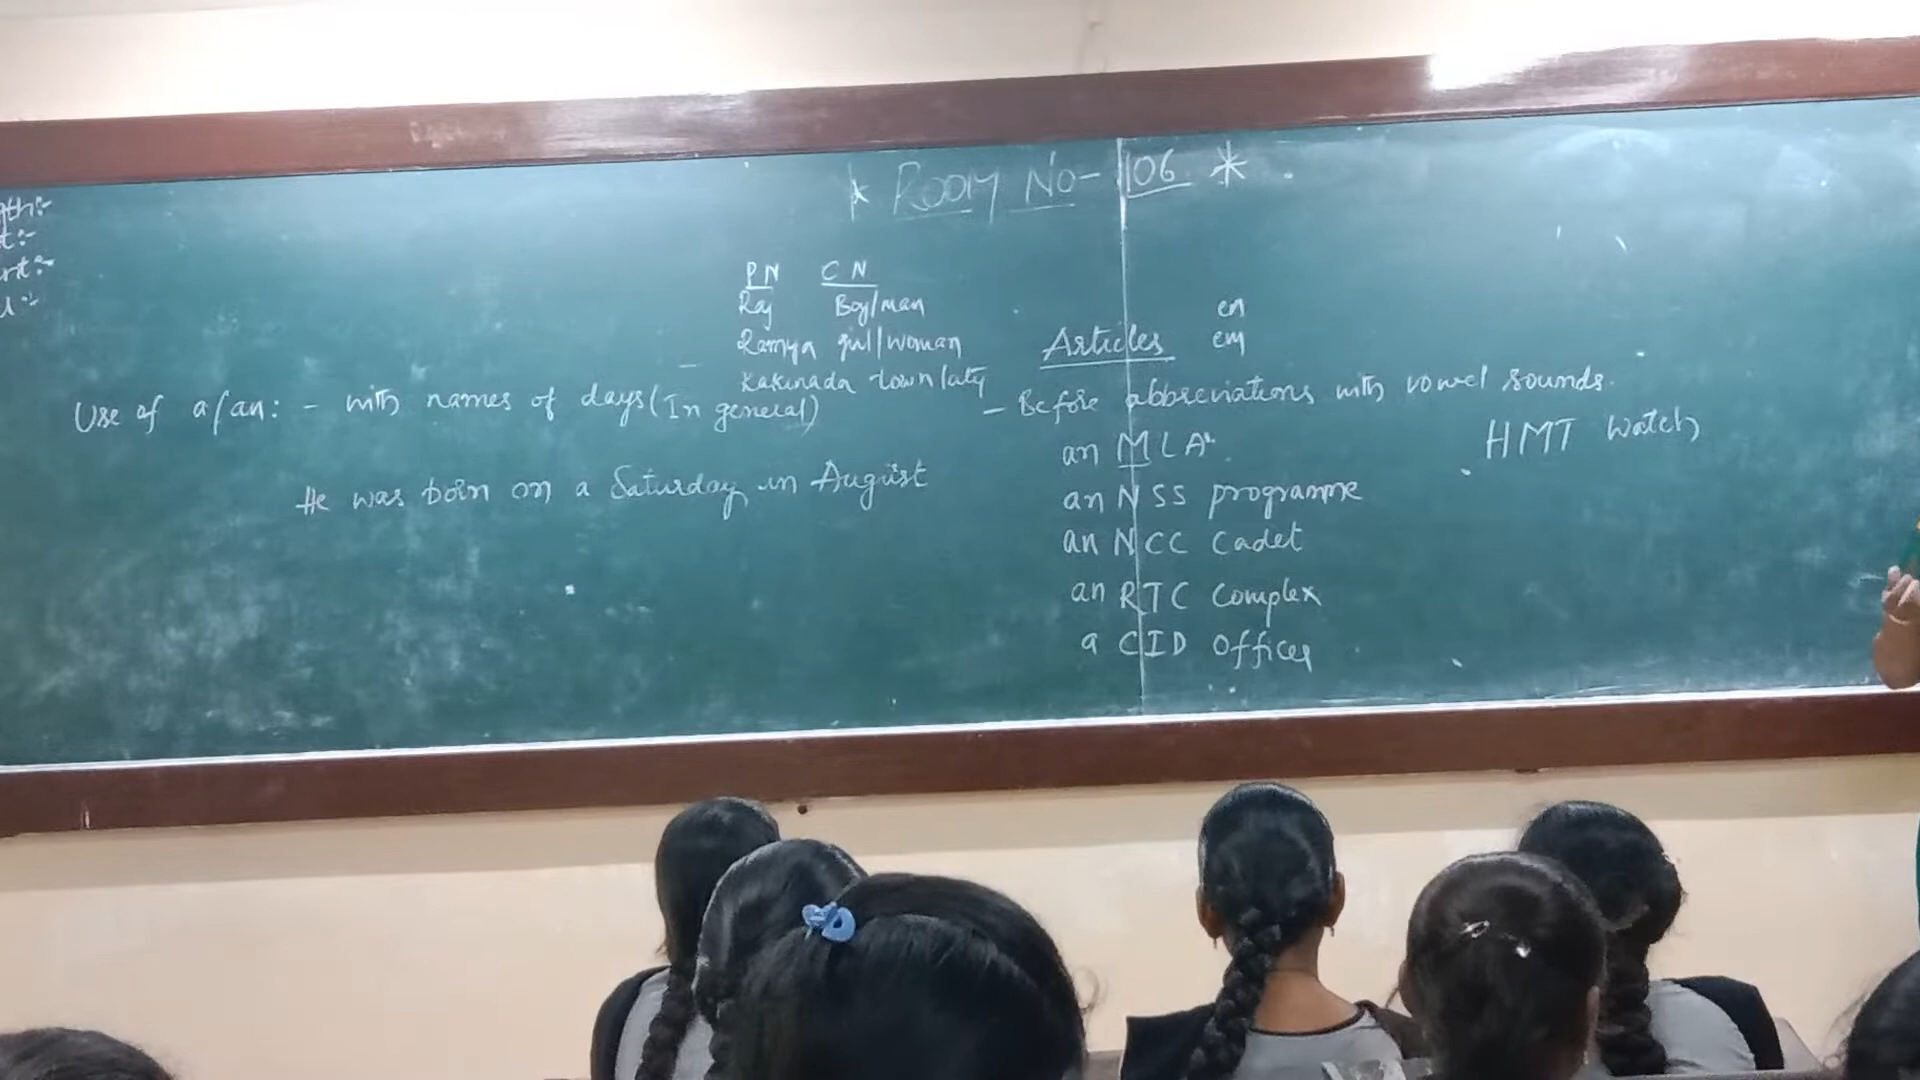 * ROOM No- 106 *
PN CN
Raj Boy/man
Ramya girl/woman
Kakinada town/city
Articles
en
em
Use of a/an: - with names of days (In general)
He was born on a Saturday in August
- Before abbreviations with vowel sounds.
an MLA.
an NSS programme
an NCC Cadet
an RTC Complex
a CID Officer
HMT Watch